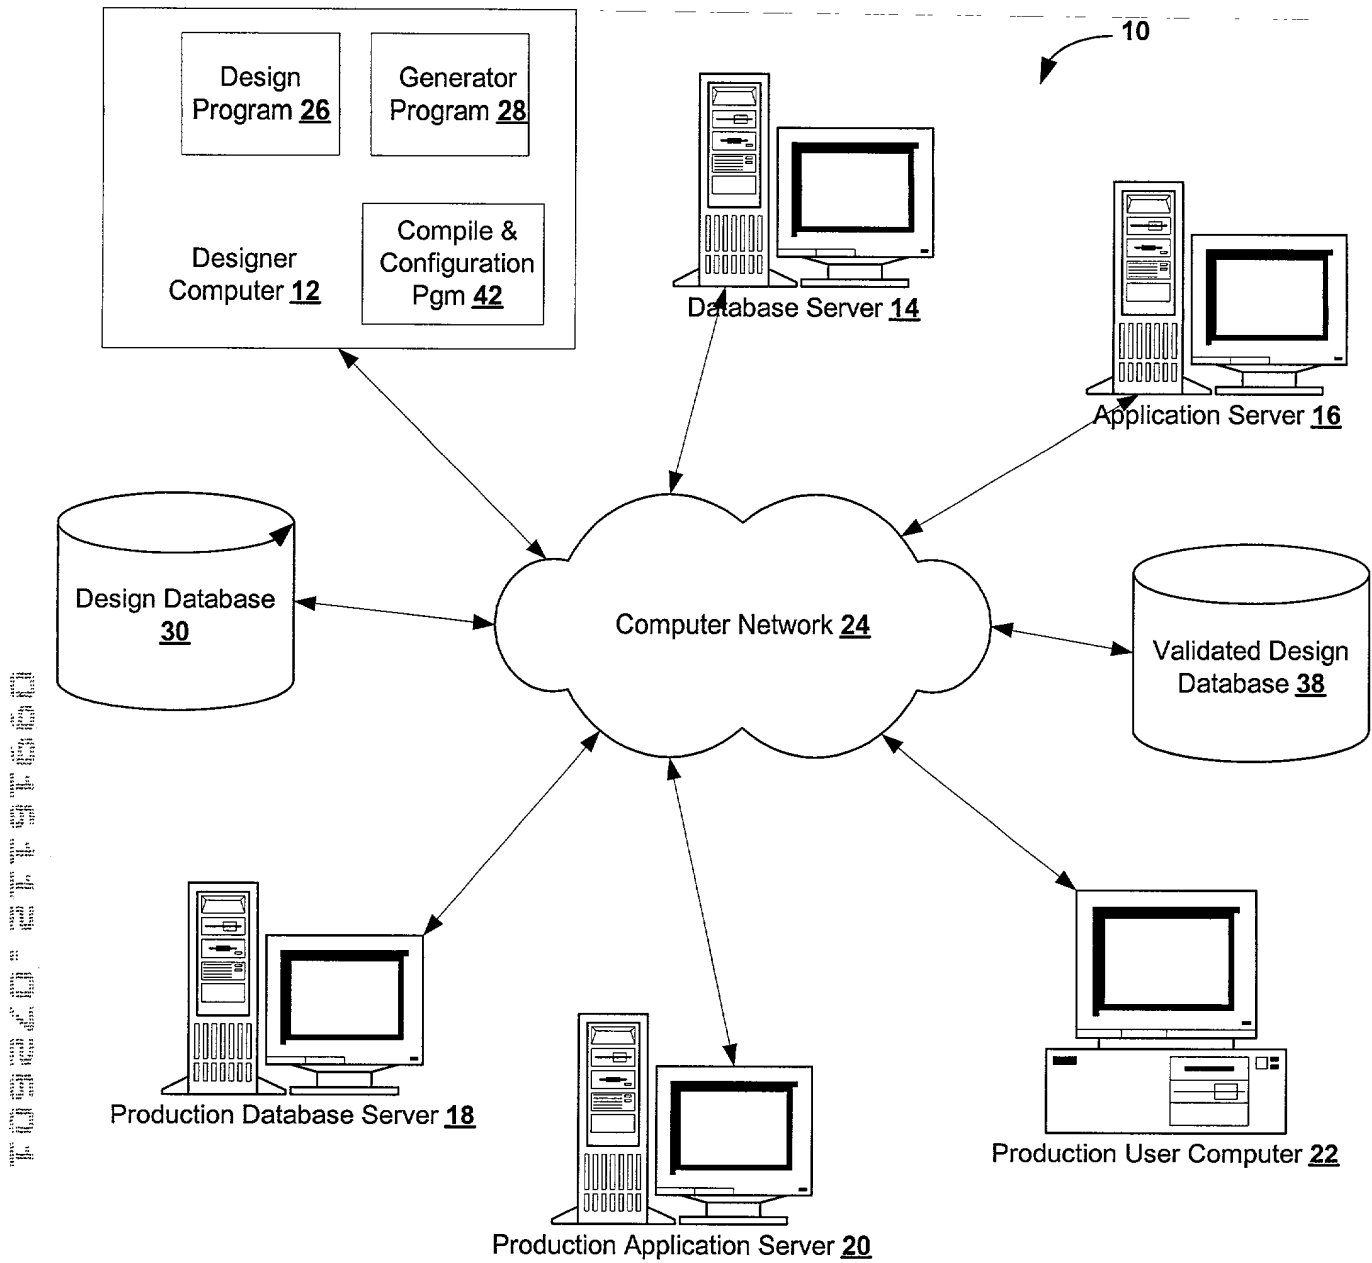 10
Design
Program 26
Generator
Program 28
Compile &
Configuration
Pgm 42
Designer
Computer 12
Database Server 14
Application Server 16
Design Database
30
Computer Network 24
Validated Design
Database 38
Production Database Server 18
Production Application Server 20
Production User Computer 22